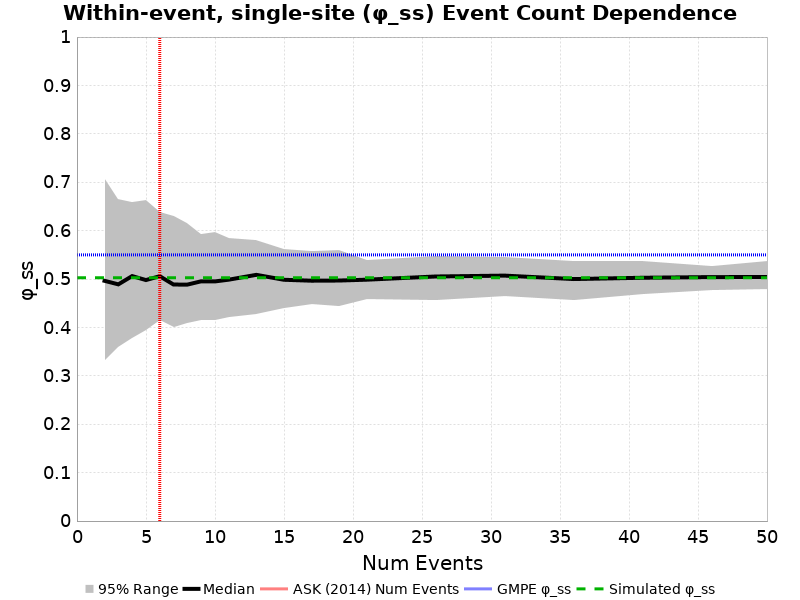 Within-event, single-site (φ_ss) Event Count Dependence
1
0.9
0.8
0.7
0.6
0.5
0.4
0.3
0.2
0.1
0
φ_ss
0 5 10 15 20 25 30 35 40 45 50
Num Events
95% Range Median ASK (2014) Num Events GMPE φ_ss Simulated φ_ss